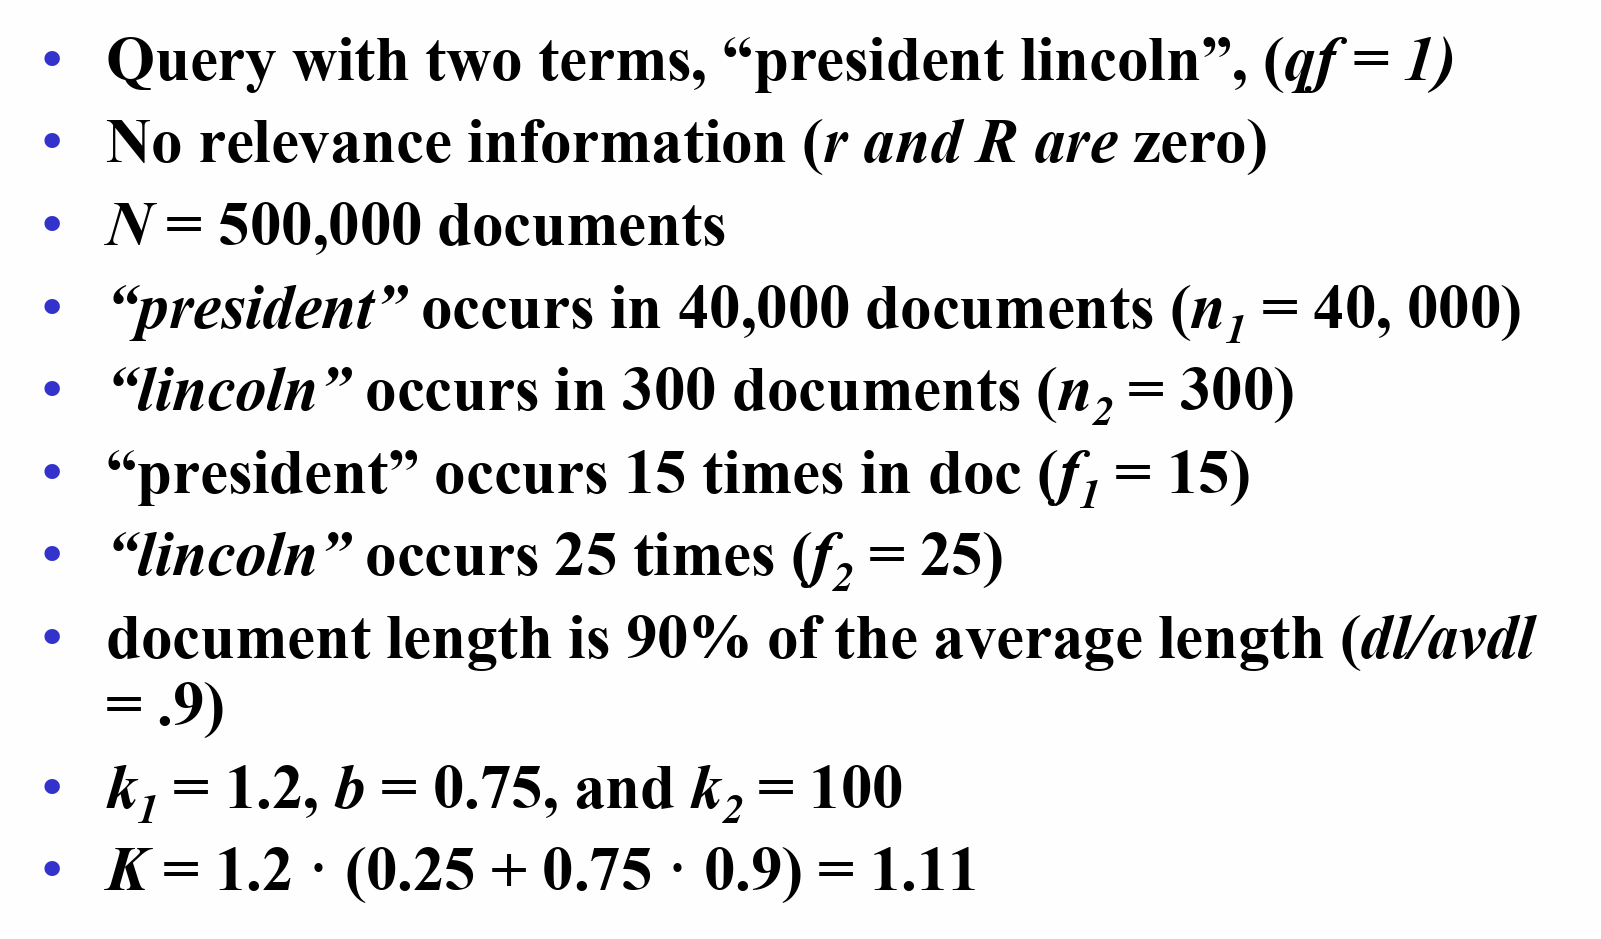 • Query with two terms, “president lincoln”, (qf = 1)
• No relevance information (r and R are zero)
• N = 500,000 documents
• “president” occurs in 40,000 documents (n₁ = 40, 000)
• “lincoln” occurs in 300 documents (n₂ = 300)
• “president” occurs 15 times in doc (f₁ = 15)
• “lincoln” occurs 25 times (f₂ = 25)
• document length is 90% of the average length (dl/avdl
= .9)
• k₁ = 1.2, b = 0.75, and k₂ = 100
• K = 1.2 · (0.25 + 0.75 · 0.9) = 1.11